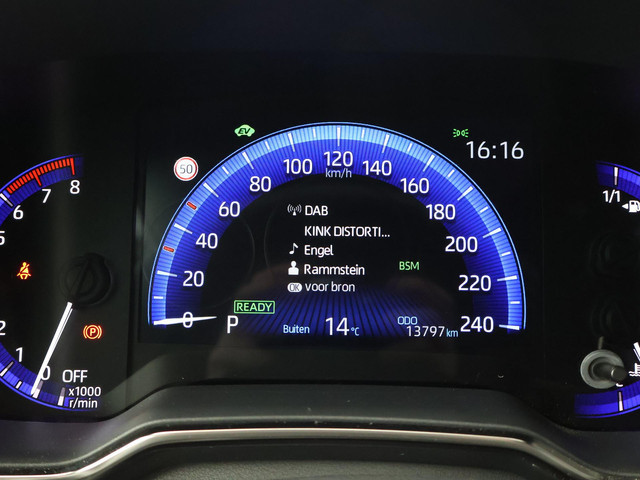 EV
16:16
50
0 20 40 60 80 100 120 140 160 180 200 220 240
km/h
DAB
KINK DISTORTI...
Engel
Rammstein
BSM
OK voor bron
READY
P
Buiten 14°C
ODO
13797 km
8
7
6
5
2
1
0
OFF
x1000
r/min
P
1/1